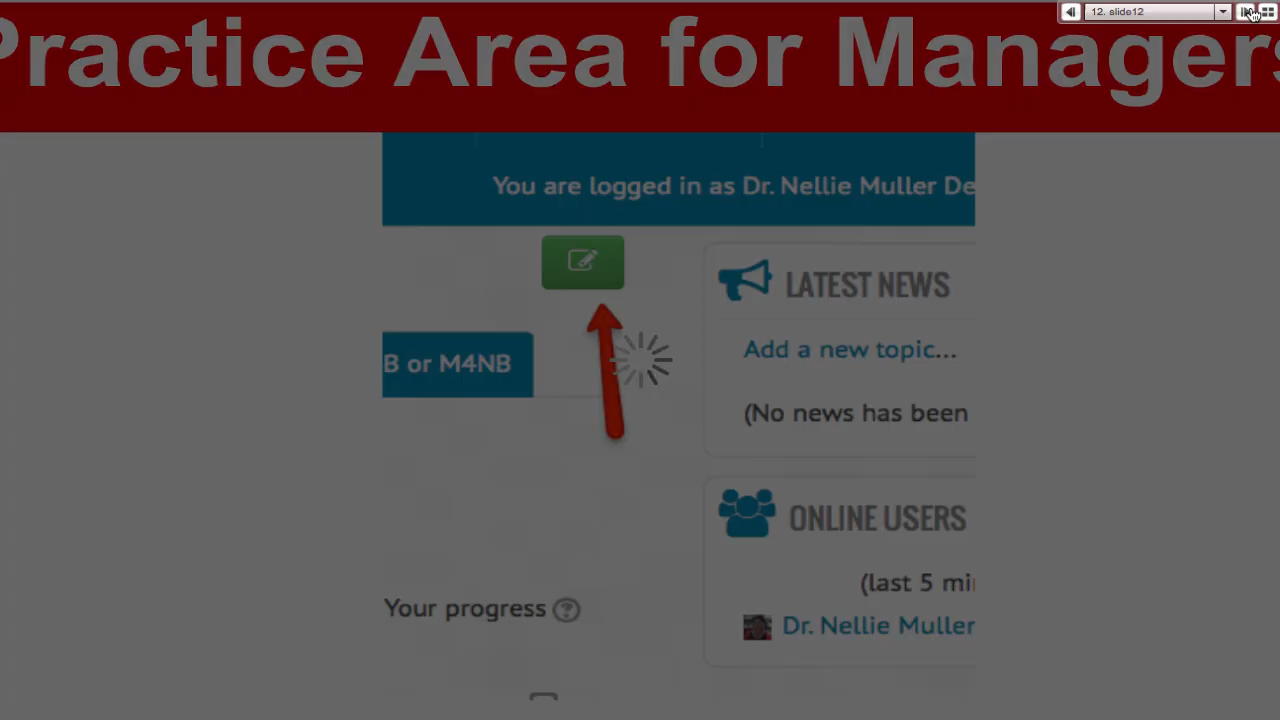 12. slide12
Practice Area for Managers
You are logged in as Dr. Nellie Muller De
LATEST NEWS
B or M4NB
Add a new topic...
(No news has been
ONLINE USERS
(last 5 mi
Your progress
Dr. Nellie Muller